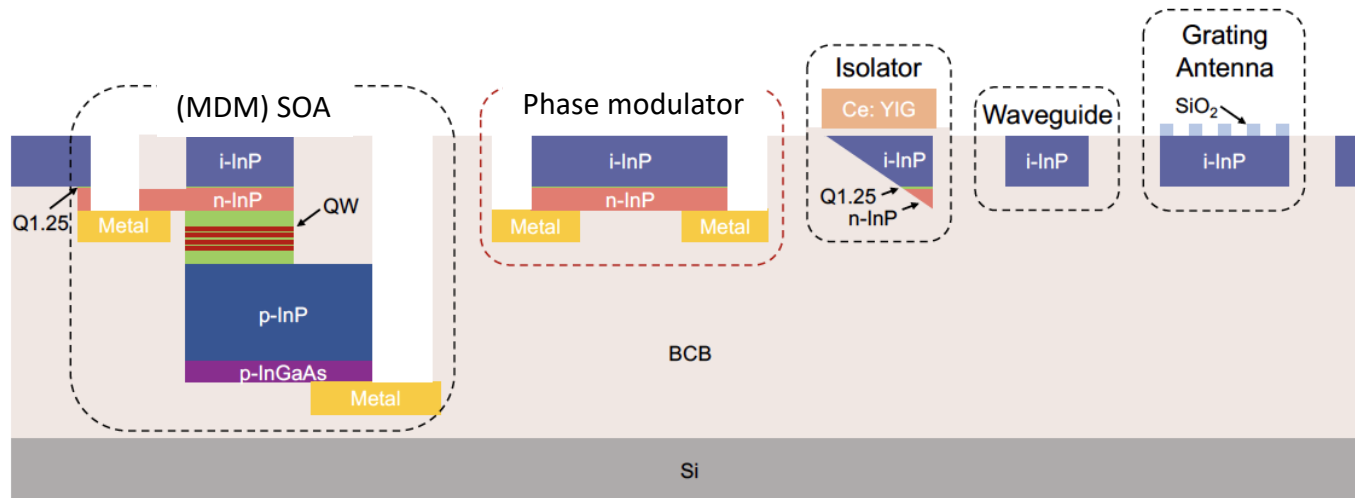 (MDM) SOA
Phase modulator
Isolator
Waveguide
Grating
Antenna
Ce: YIG
SiO₂
i-InP
i-InP
i-InP
i-InP
i-InP
Q1.25
n-InP
n-InP
Q1.25
n-InP
Metal
QW
Metal
Metal
p-InP
BCB
p-InGaAs
Metal
Si